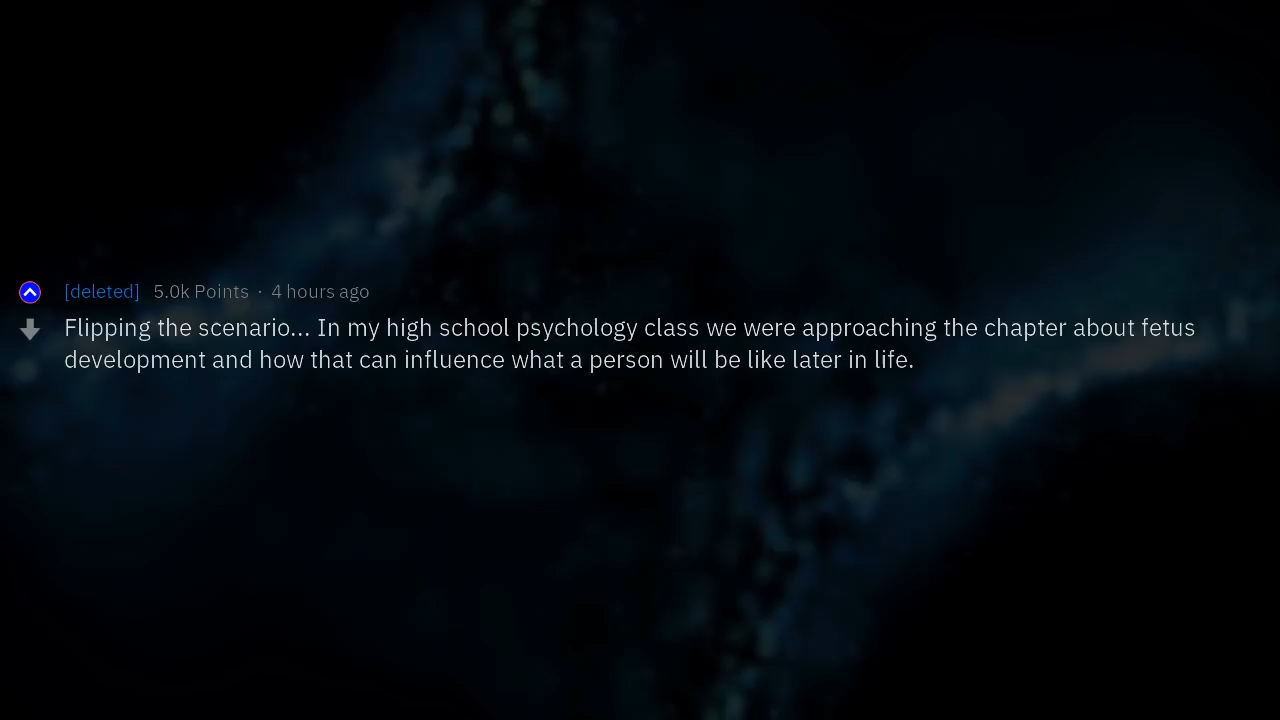 [deleted] 5.0k Points · 4 hours ago
Flipping the scenario... In my high school psychology class we were approaching the chapter about fetus
development and how that can influence what a person will be like later in life.